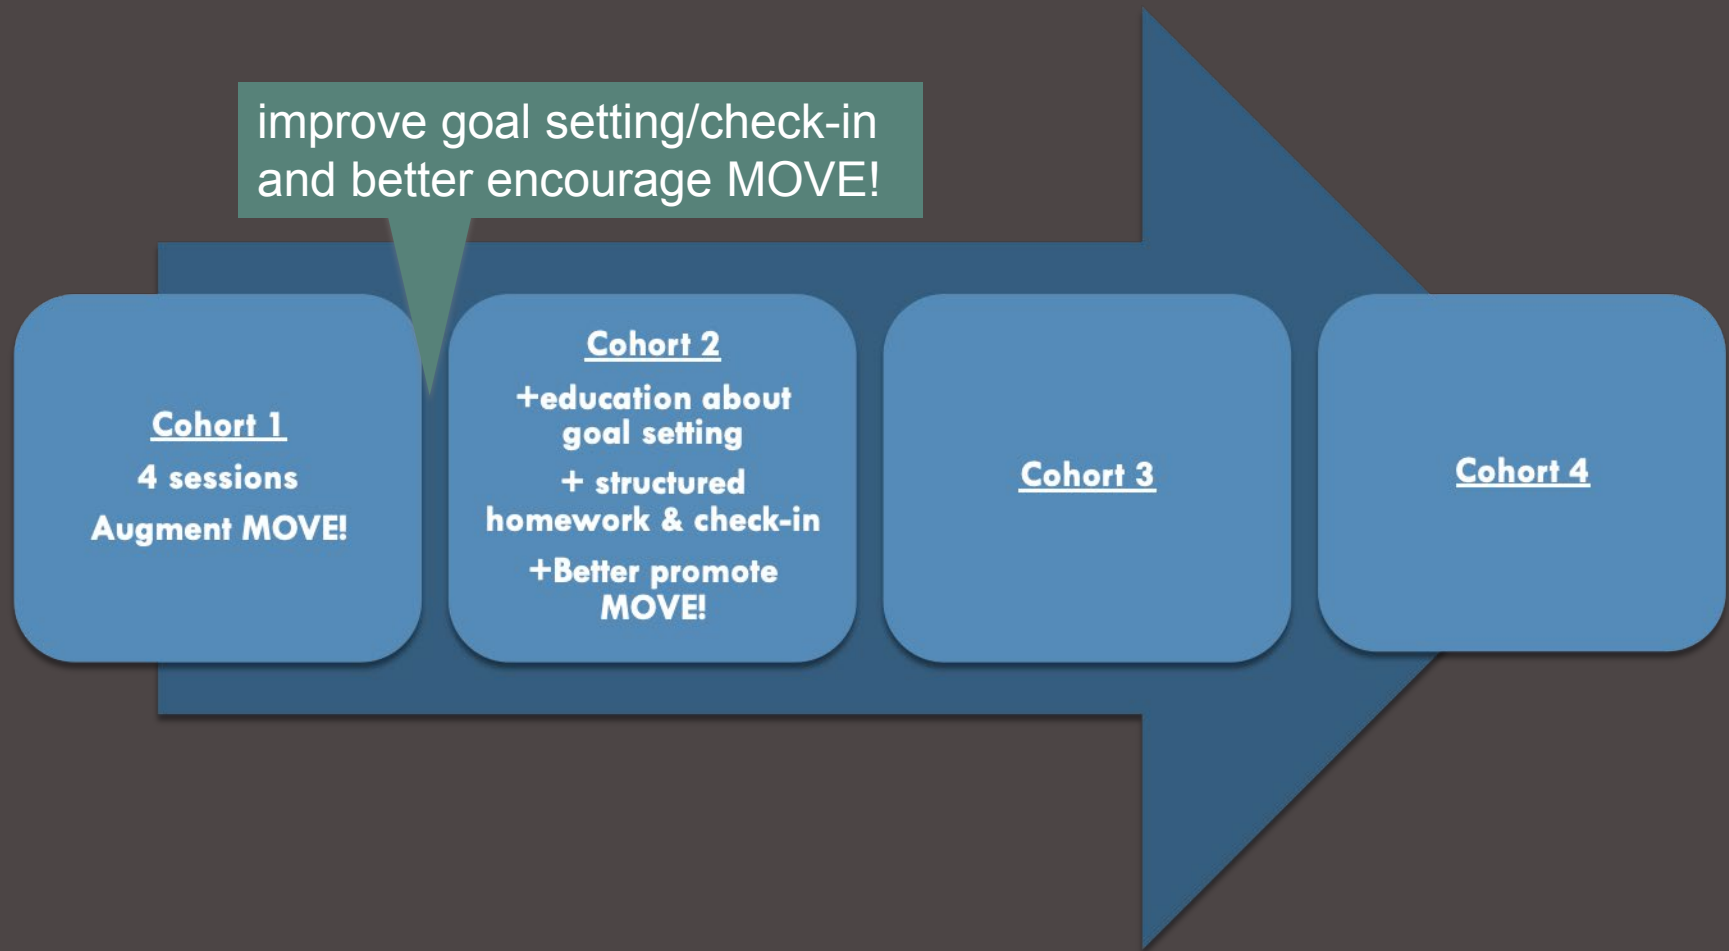 improve goal setting/check-in
and better encourage MOVE!
Cohort 1
4 sessions
Augment MOVE!
Cohort 2
+education about
goal setting
+ structured
homework & check-in
+Better promote
MOVE!
Cohort 3
Cohort 4